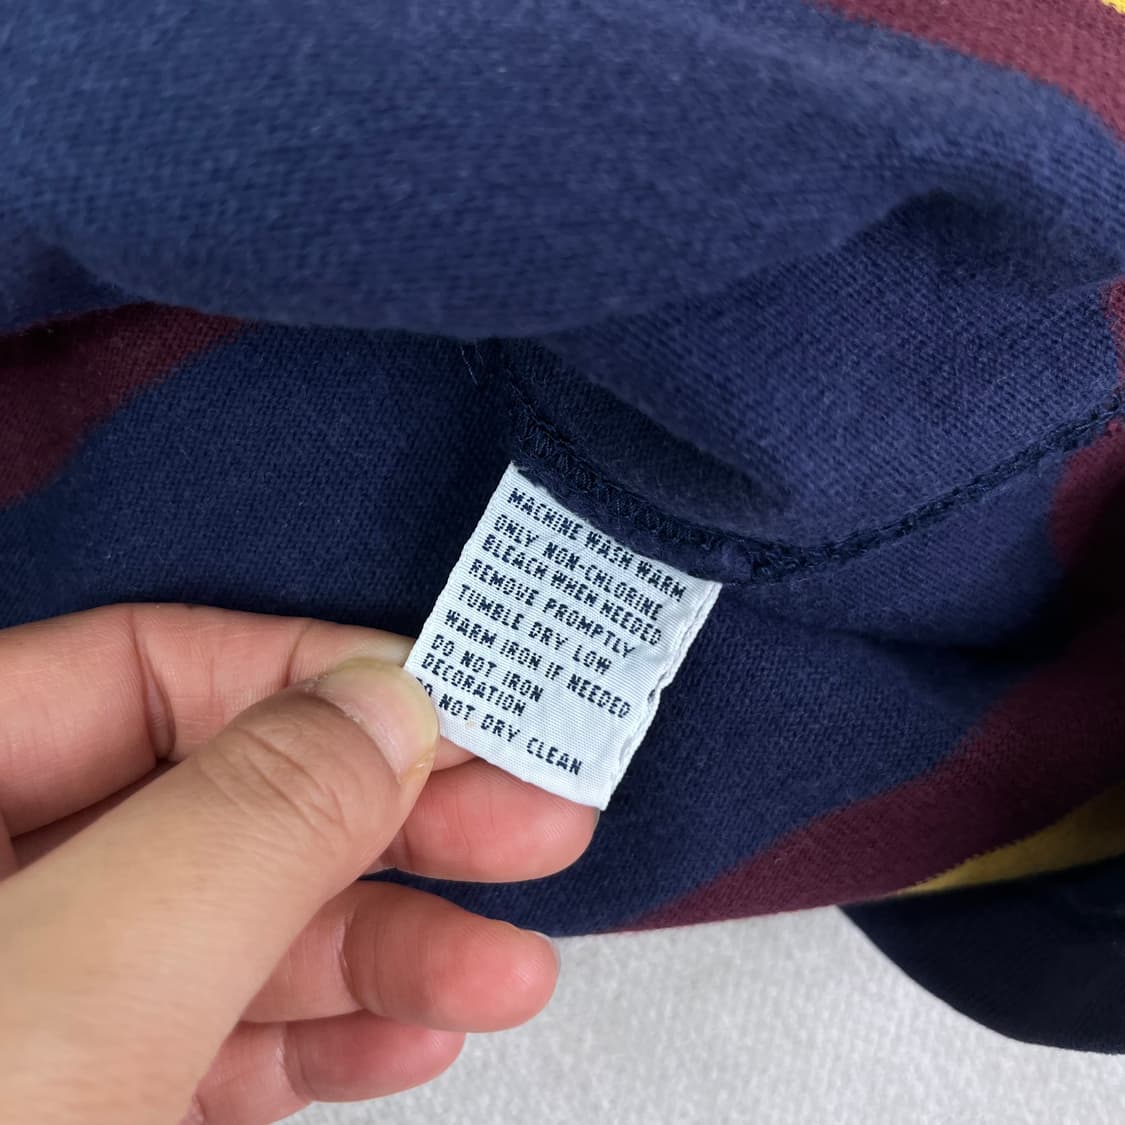 MACHINE WASH WARM
ONLY NON-CHLORINE
BLEACH WHEN NEEDED
REMOVE PROMPTLY
TUMBLE DRY LOW
WARM IRON IF NEEDED
DO NOT IRON
DECORATION
DO NOT DRY CLEAN